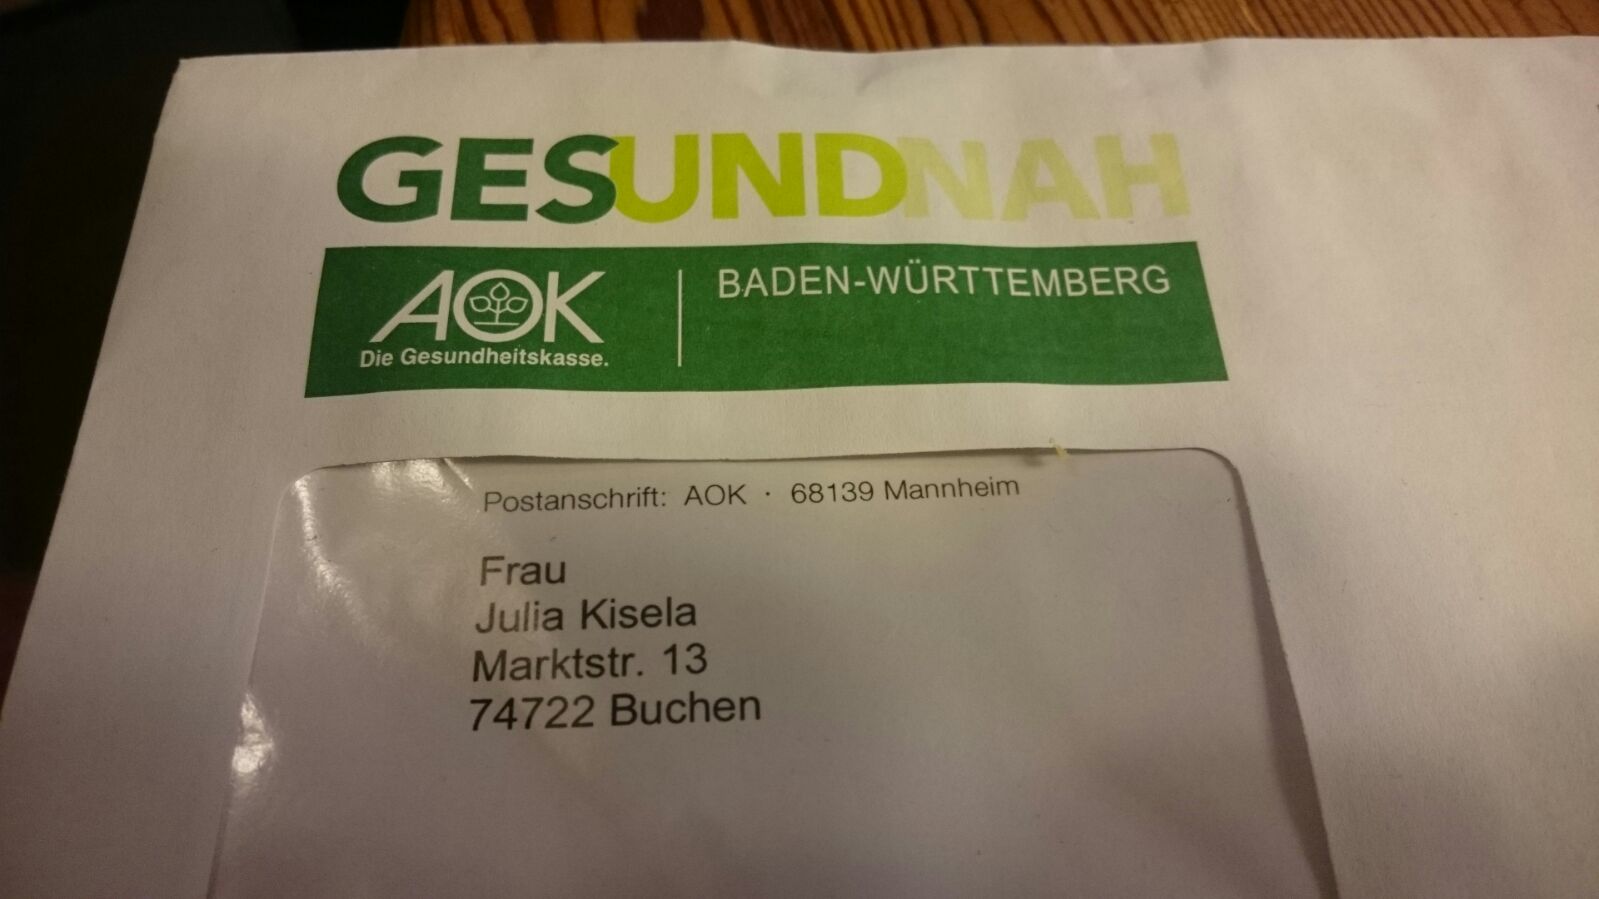 GESUNDNAH
AOK
Die Gesundheitskasse.
BADEN-WÜRTTEMBERG
Postanschrift: AOK · 68139 Mannheim
Frau
Julia Kisela
Marktstr. 13
74722 Buchen